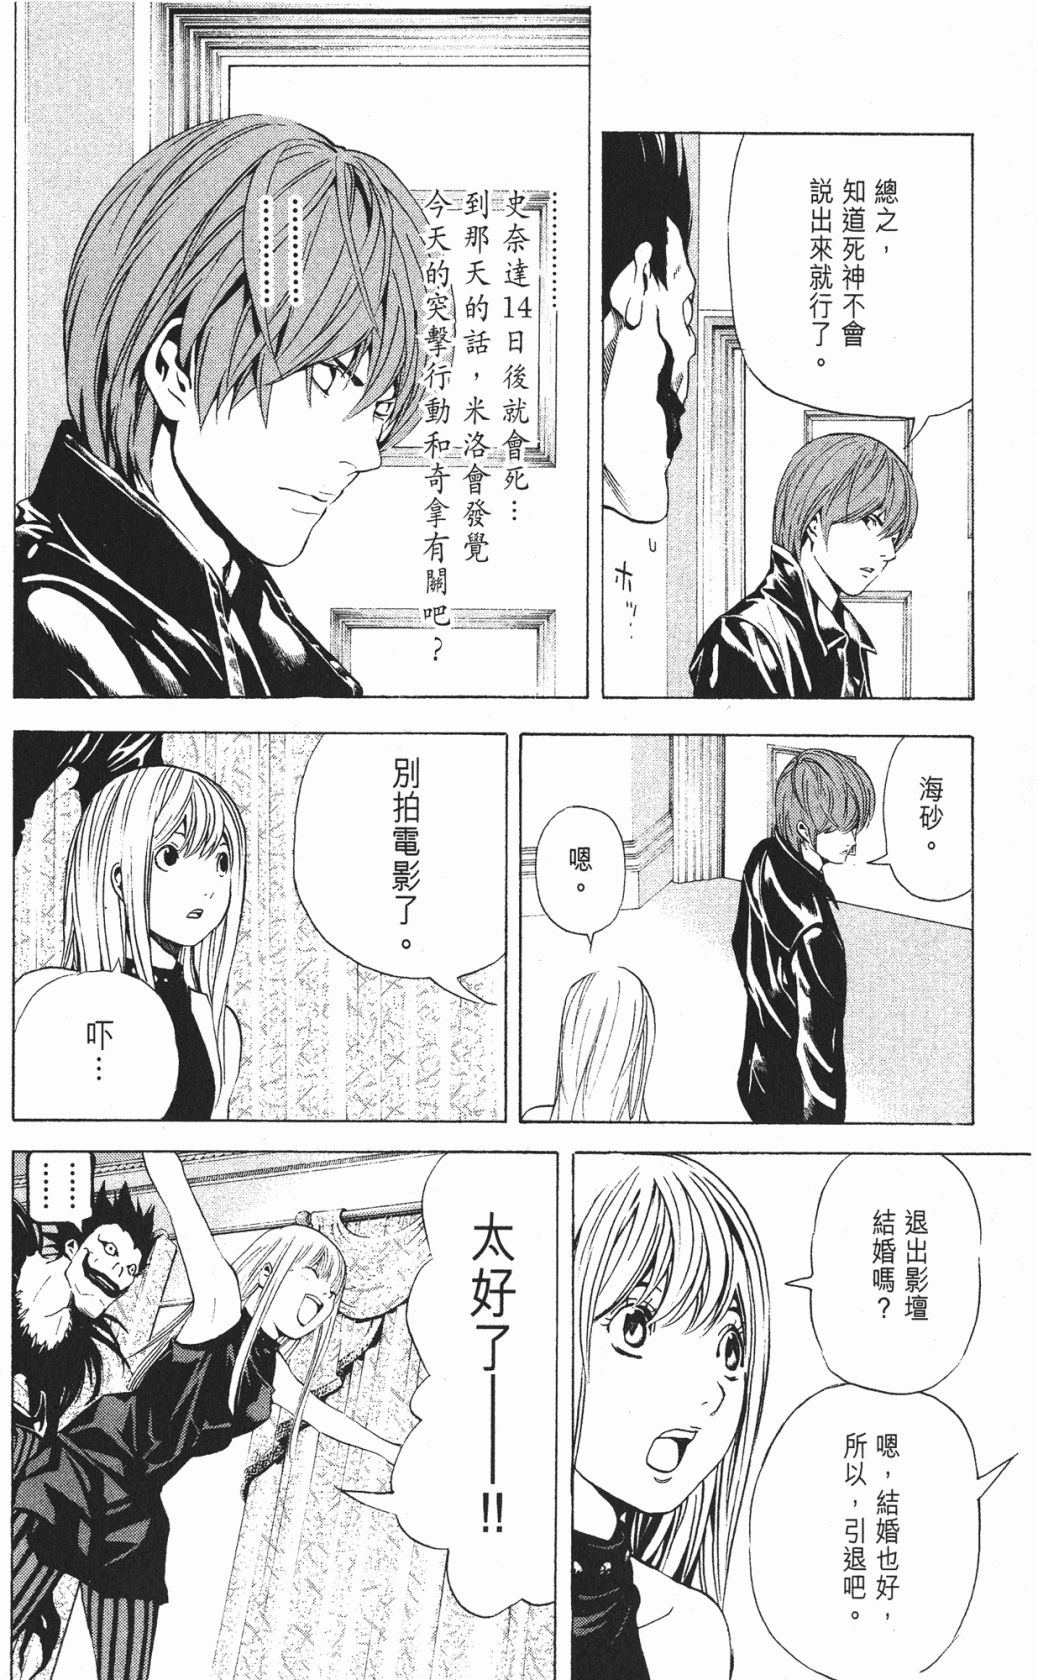 總之，
知道死神不會
說出來就行了。
ホッ
………
史奈達14日後就會死…
到那天的話，米洛會發覺
今天的突擊行動和奇拿有關吧？
………
………
海砂。
嗯。
別拍電影了。
吓…
退出影壇
結婚嗎？
嗯，結婚也好，
所以，引退吧。
太好了——!!
………
………